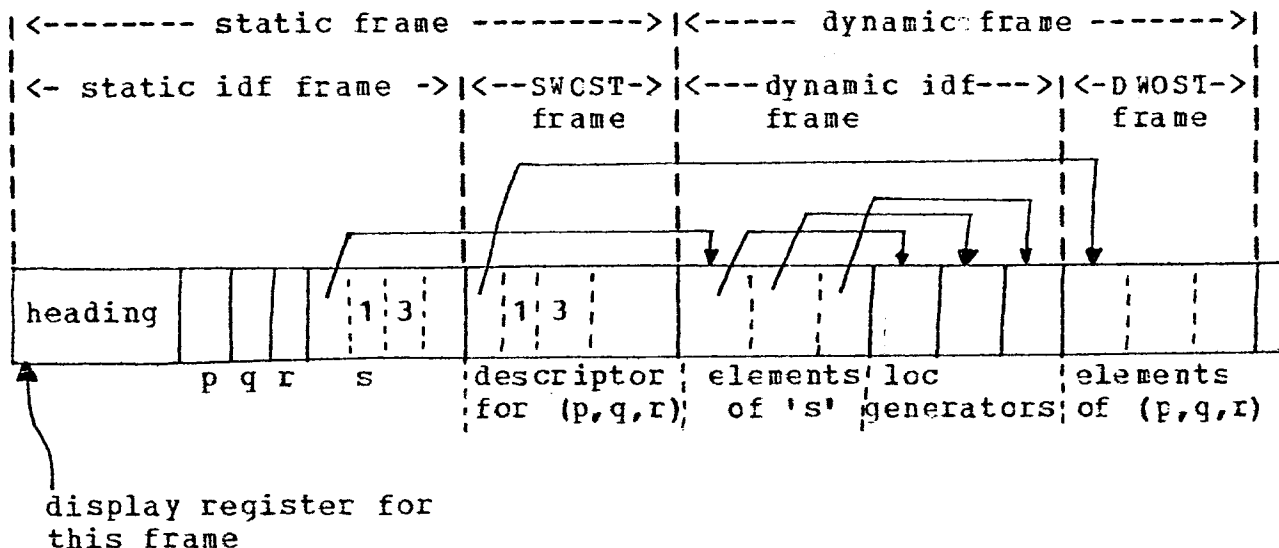 |<-------- static frame --------->|<----- dynamic frame ------->|
|<- static idf frame ->|<--SWCST->|<---dynamic idf--->|<-DWOST->|
frame frame frame
heading 1 3 1 3
p q r s descriptor for (p,q,r) elements of 's' loc generators elements of (p,q,r)
display register for
this frame